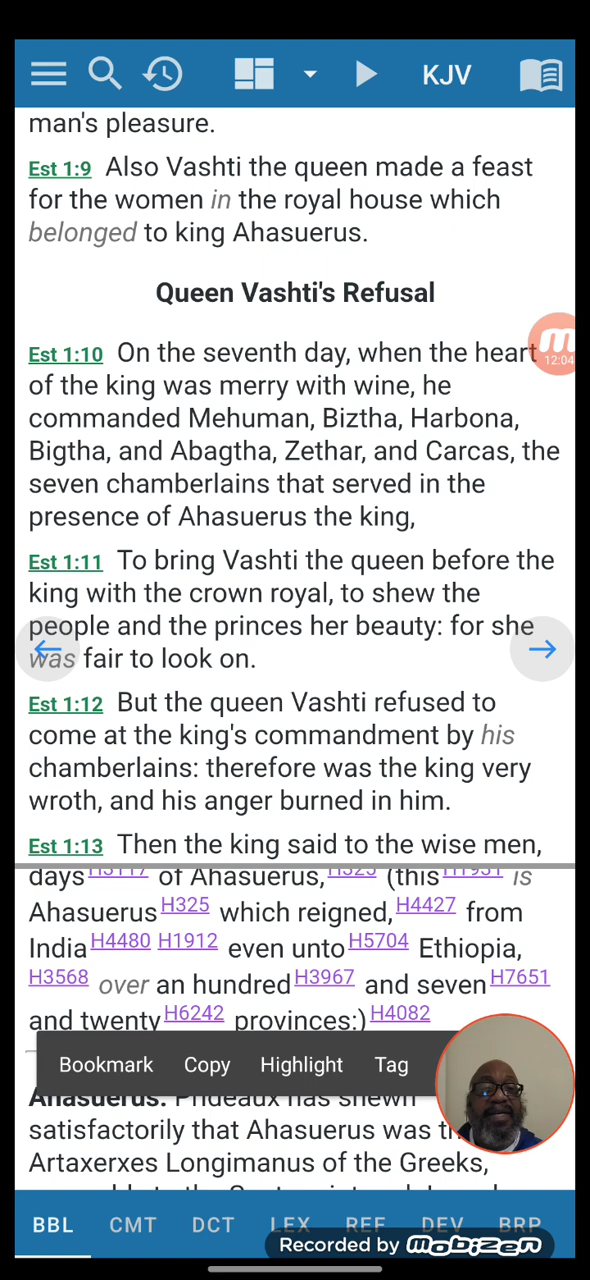 KJV
man's pleasure.
Est 1:9 Also Vashti the queen made a feast
for the women in the royal house which
belonged to king Ahasuerus.
Queen Vashti's Refusal
12:04
Est 1:10 On the seventh day, when the heart
of the king was merry with wine, he
commanded Mehuman, Biztha, Harbona,
Bigtha, and Abagtha, Zethar, and Carcas, the
seven chamberlains that served in the
presence of Ahasuerus the king,
Est 1:11 To bring Vashti the queen before the
king with the crown royal, to shew the
people and the princes her beauty: for she
was fair to look on.
Est 1:12 But the queen Vashti refused to
come at the king's commandment by his
chamberlains: therefore was the king very
wroth, and his anger burned in him.
Est 1:13 Then the king said to the wise men,
days H3117 of Ahasuerus, H325 (this H1931 is
Ahasuerus H325 which reigned, H4427 from
India H4480 H1912 even unto H5704 Ethiopia,
H3568 over an hundred H3967 and seven H7651
and twenty H6242 provinces:) H4082
Bookmark Copy Highlight Tag
Ahasuerus. Prideaux has shewn
satisfactorily that Ahasuerus was
Artaxerxes Longimanus of the Greeks,
BBL CMT DCT LEX REF DEV BRP
Recorded by mobizen